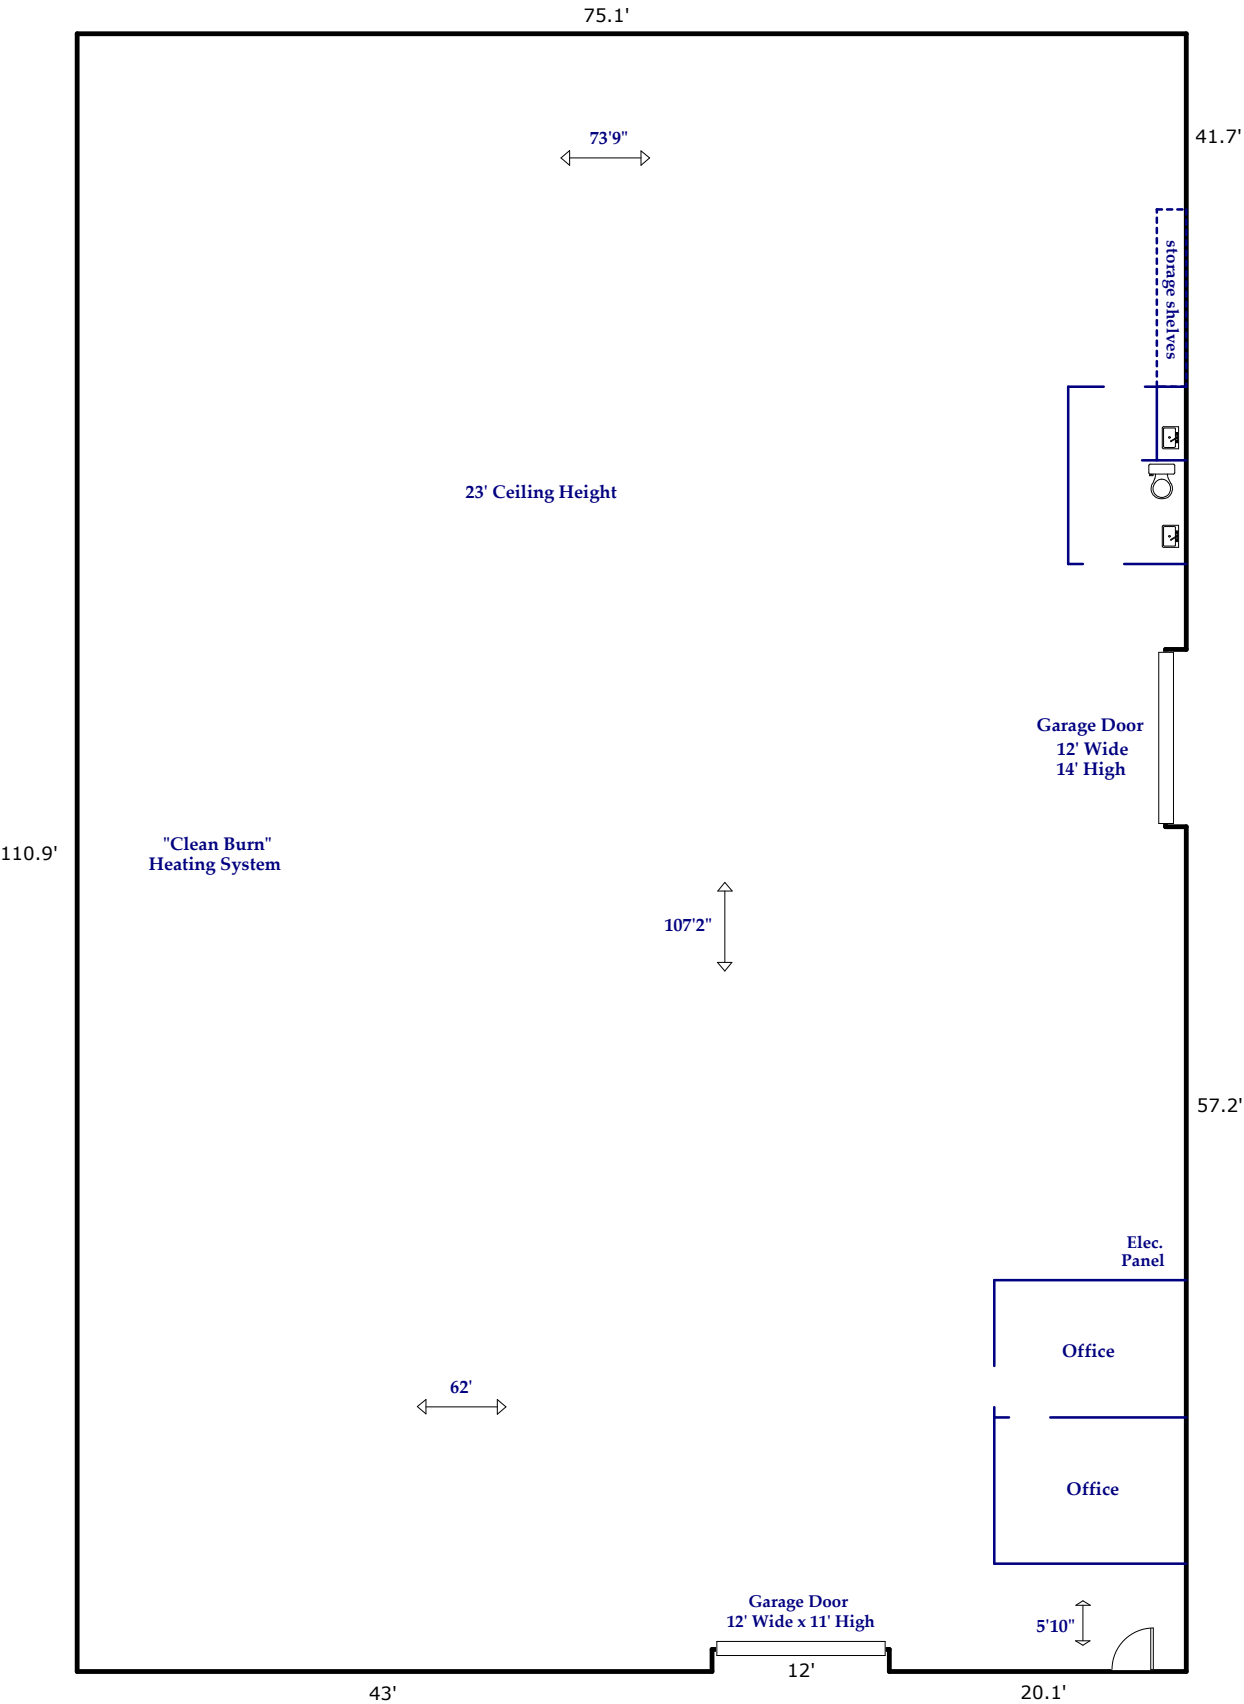 75.1'
73'9"
41.7'
storage shelves
23' Ceiling Height
Garage Door
12' Wide
14' High
"Clean Burn"
Heating System
110.9'
107'2"
57.2'
Elec.
Panel
Office
62'
Office
Garage Door
12' Wide x 11' High
5'10"
12'
43'
20.1'